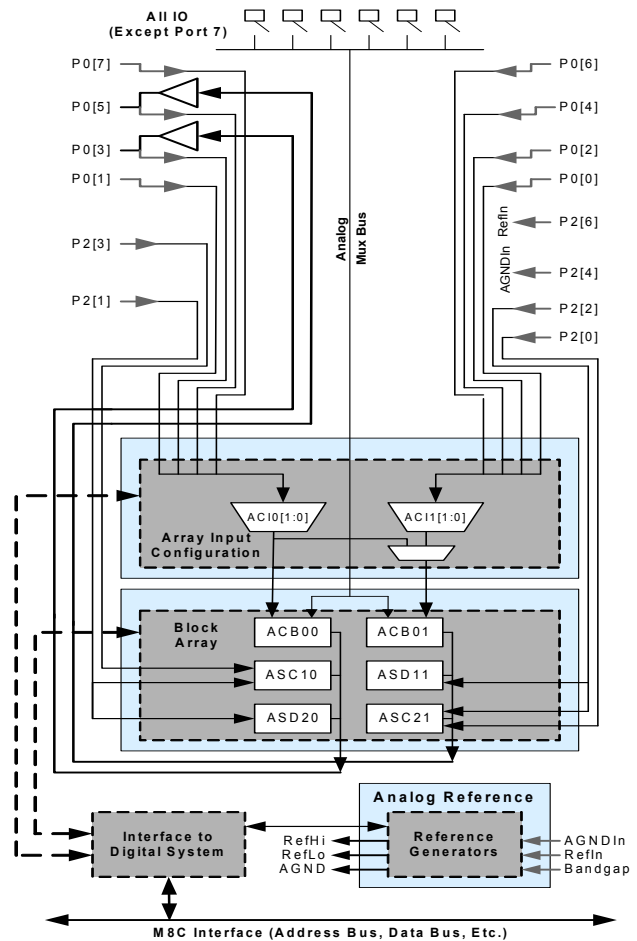 All IO
(Except Port 7)
P0[7]
P0[5]
P0[3]
P0[1]
P2[3]
P2[1]
P0[6]
P0[4]
P0[2]
P0[0]
P2[6]
P2[4]
P2[2]
P2[0]
AGNDIn RefIn
Analog
Mux Bus
ACI0[1:0]
ACI1[1:0]
Array Input
Configuration
Block
Array
ACB00
ACB01
ASC10
ASD11
ASD20
ASC21
Analog Reference
Interface to
Digital System
RefHi
RefLo
AGND
Reference
Generators
AGNDIn
RefIn
Bandgap
M8C Interface (Address Bus, Data Bus, Etc.)